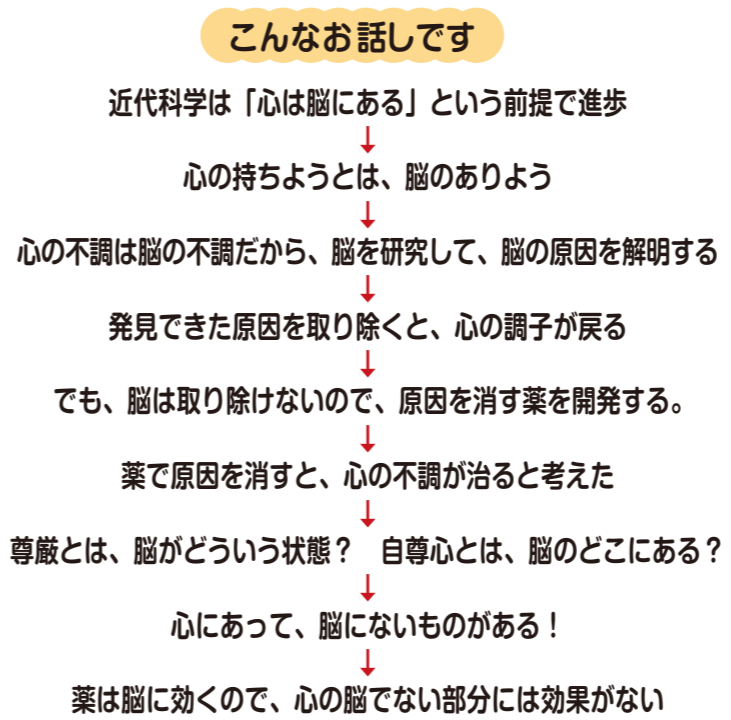 こんなお話しです
近代科学は「心は脳にある」という前提で進歩
↓
心の持ちようとは、脳のありよう
↓
心の不調は脳の不調だから、脳を研究して、脳の原因を解明する
↓
発見できた原因を取り除くと、心の調子が戻る
↓
でも、脳は取り除けないので、原因を消す薬を開発する。
↓
薬で原因を消すと、心の不調が治ると考えた
↓
尊厳とは、脳がどういう状態？　自尊心とは、脳のどこにある？
↓
心にあって、脳にないものがある！
↓
薬は脳に効くので、心の脳でない部分には効果がない